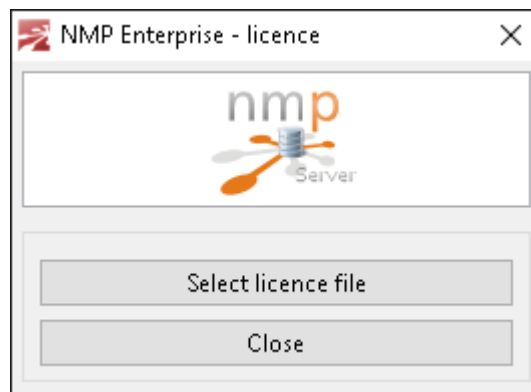 NMP Enterprise - licence
nmp
Server
Select licence file
Close